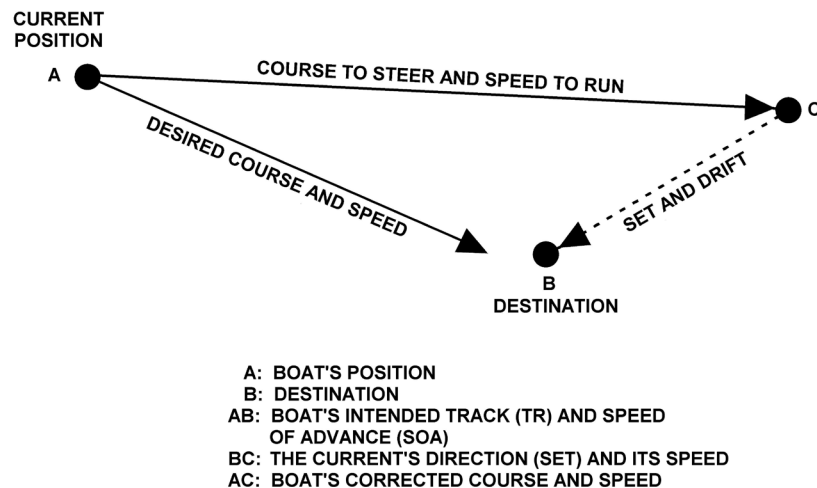 CURRENT
POSITION
A
COURSE TO STEER AND SPEED TO RUN
C
DESIRED COURSE AND SPEED
SET AND DRIFT
B
DESTINATION
A: BOAT'S POSITION
B: DESTINATION
AB: BOAT'S INTENDED TRACK (TR) AND SPEED
OF ADVANCE (SOA)
BC: THE CURRENT'S DIRECTION (SET) AND ITS SPEED
AC: BOAT'S CORRECTED COURSE AND SPEED